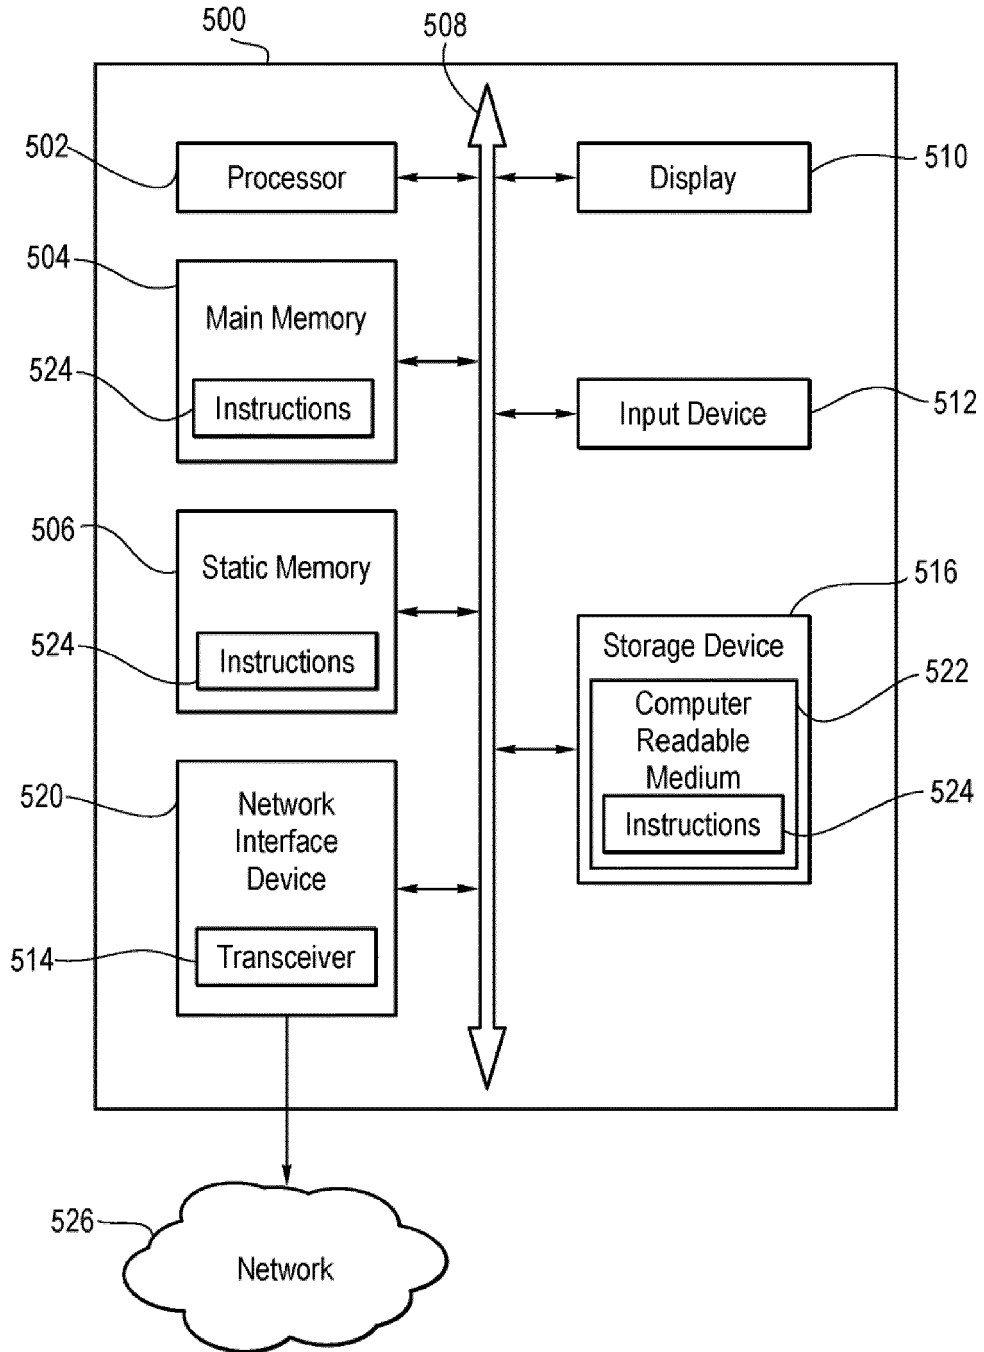 500
508
502
Processor
Display
510
504
Main Memory
524
Instructions
Input Device
512
506
Static Memory
524
Instructions
516
Storage Device
522
Computer
Readable
Medium
524
Instructions
520
Network
Interface
Device
514
Transceiver
526
Network